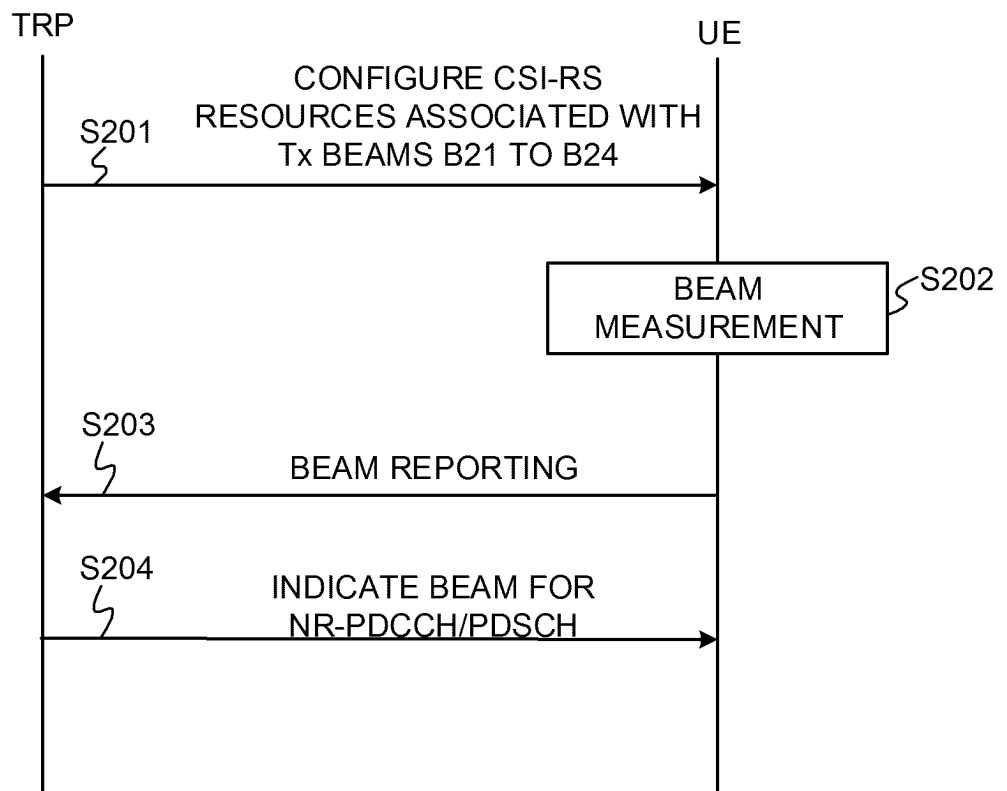 TRP
UE
CONFIGURE CSI-RS
RESOURCES ASSOCIATED WITH
Tx BEAMS B21 TO B24
S201
BEAM
MEASUREMENT
S202
S203
BEAM REPORTING
S204
INDICATE BEAM FOR
NR-PDCCH/PDSCH